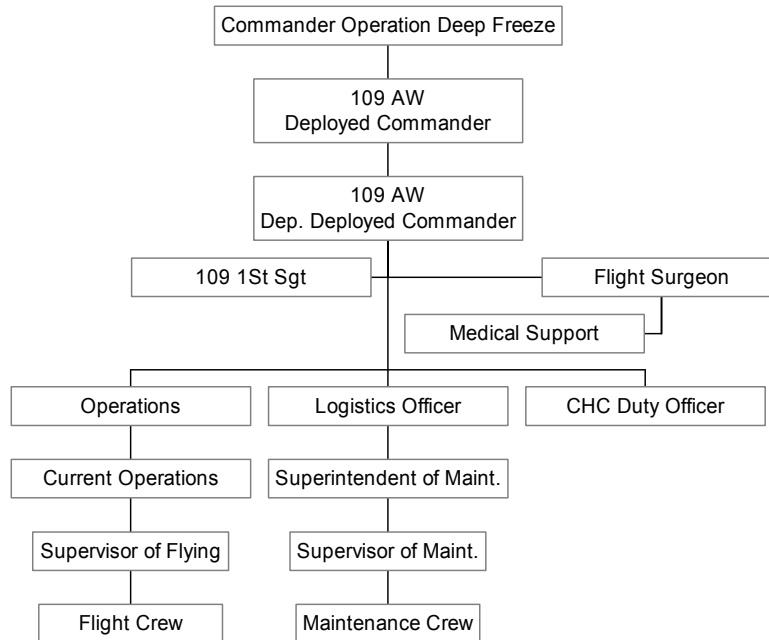 Commander Operation Deep Freeze
109 AW
Deployed Commander
109 AW
Dep. Deployed Commander
109 1St Sgt
Flight Surgeon
Medical Support
Operations
Logistics Officer
CHC Duty Officer
Current Operations
Superintendent of Maint.
Supervisor of Flying
Supervisor of Maint.
Flight Crew
Maintenance Crew